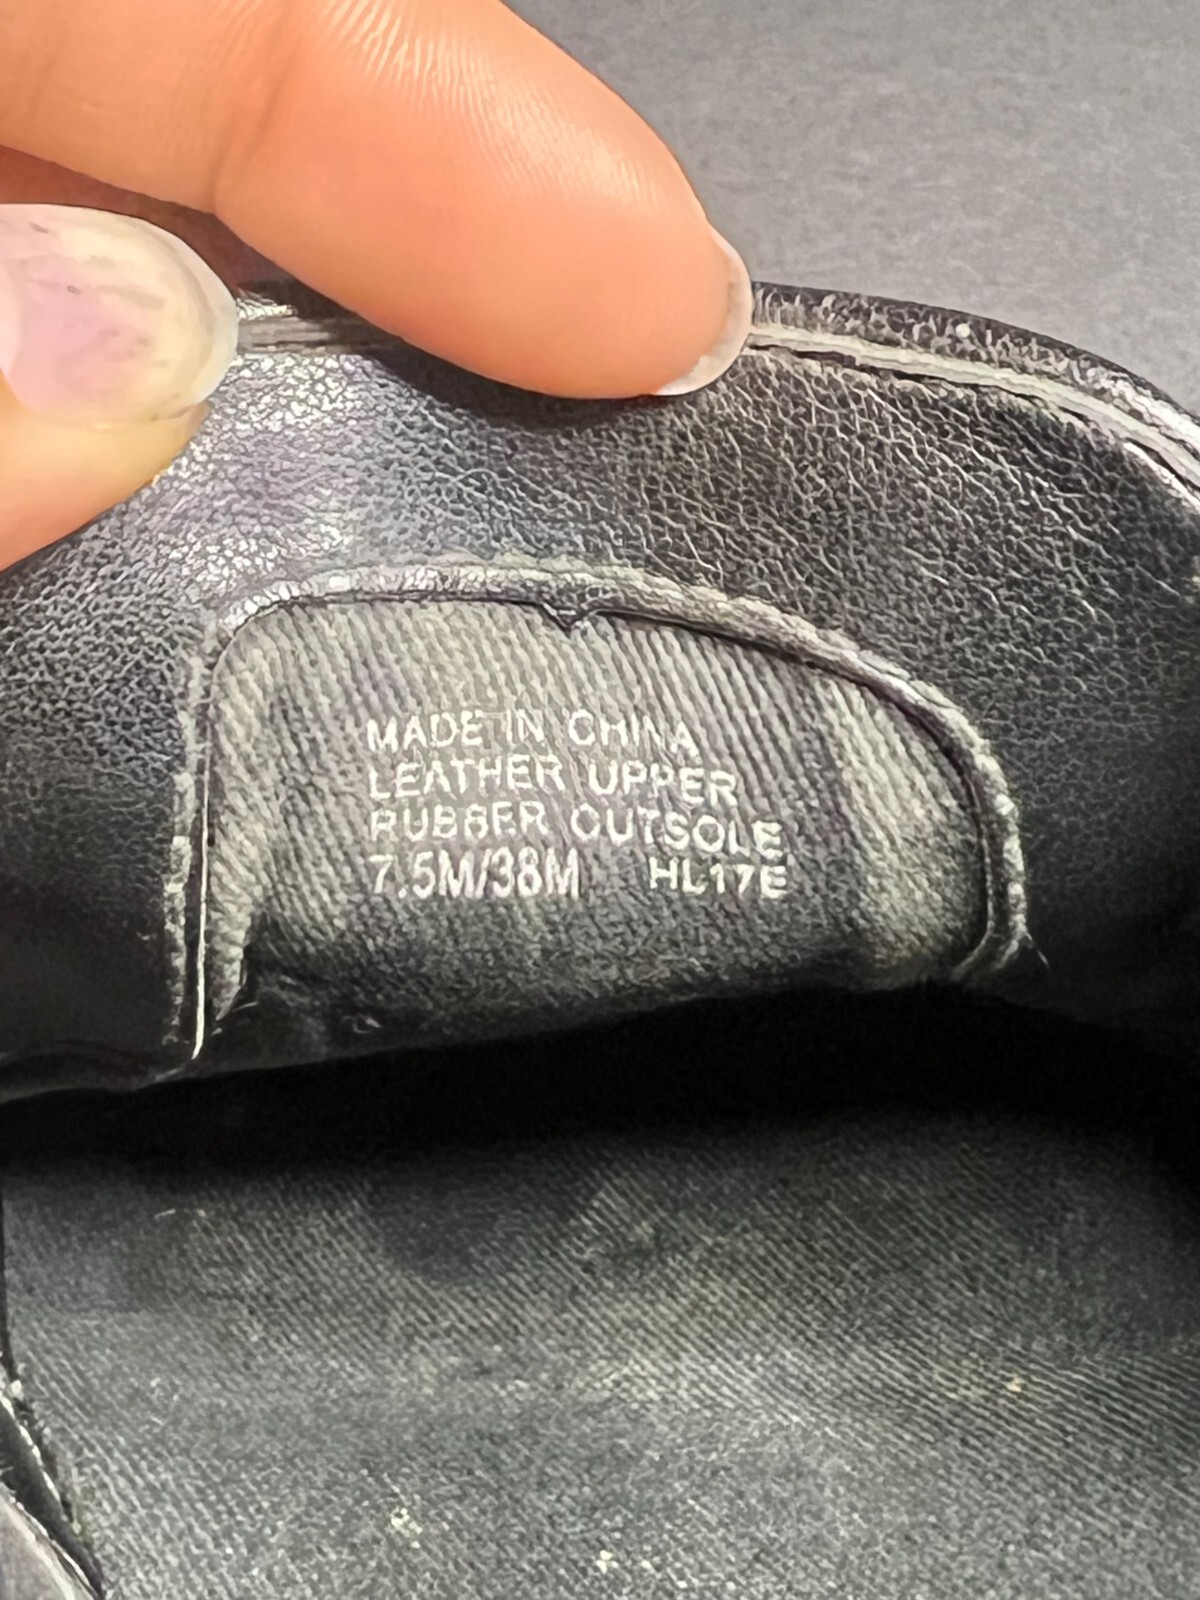 MADE IN CHINA
LEATHER UPPER
RUBBER OUTSOLE
7.5M/38M HL17E